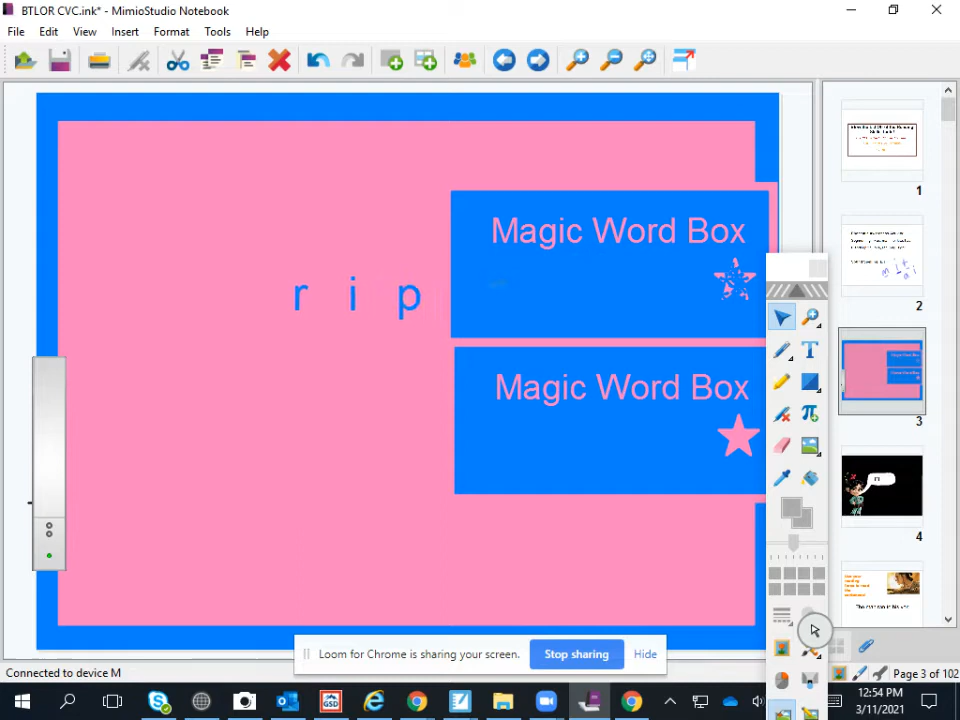 BTLOR CVC.ink* - MimioStudio Notebook
File Edit View Insert Format Tools Help
Magic Word Box
r i p
Magic Word Box
1
2
3
4
Loom for Chrome is sharing your screen. Stop sharing Hide
Connected to device M
Page 3 of 102
12:54 PM
3/11/2021